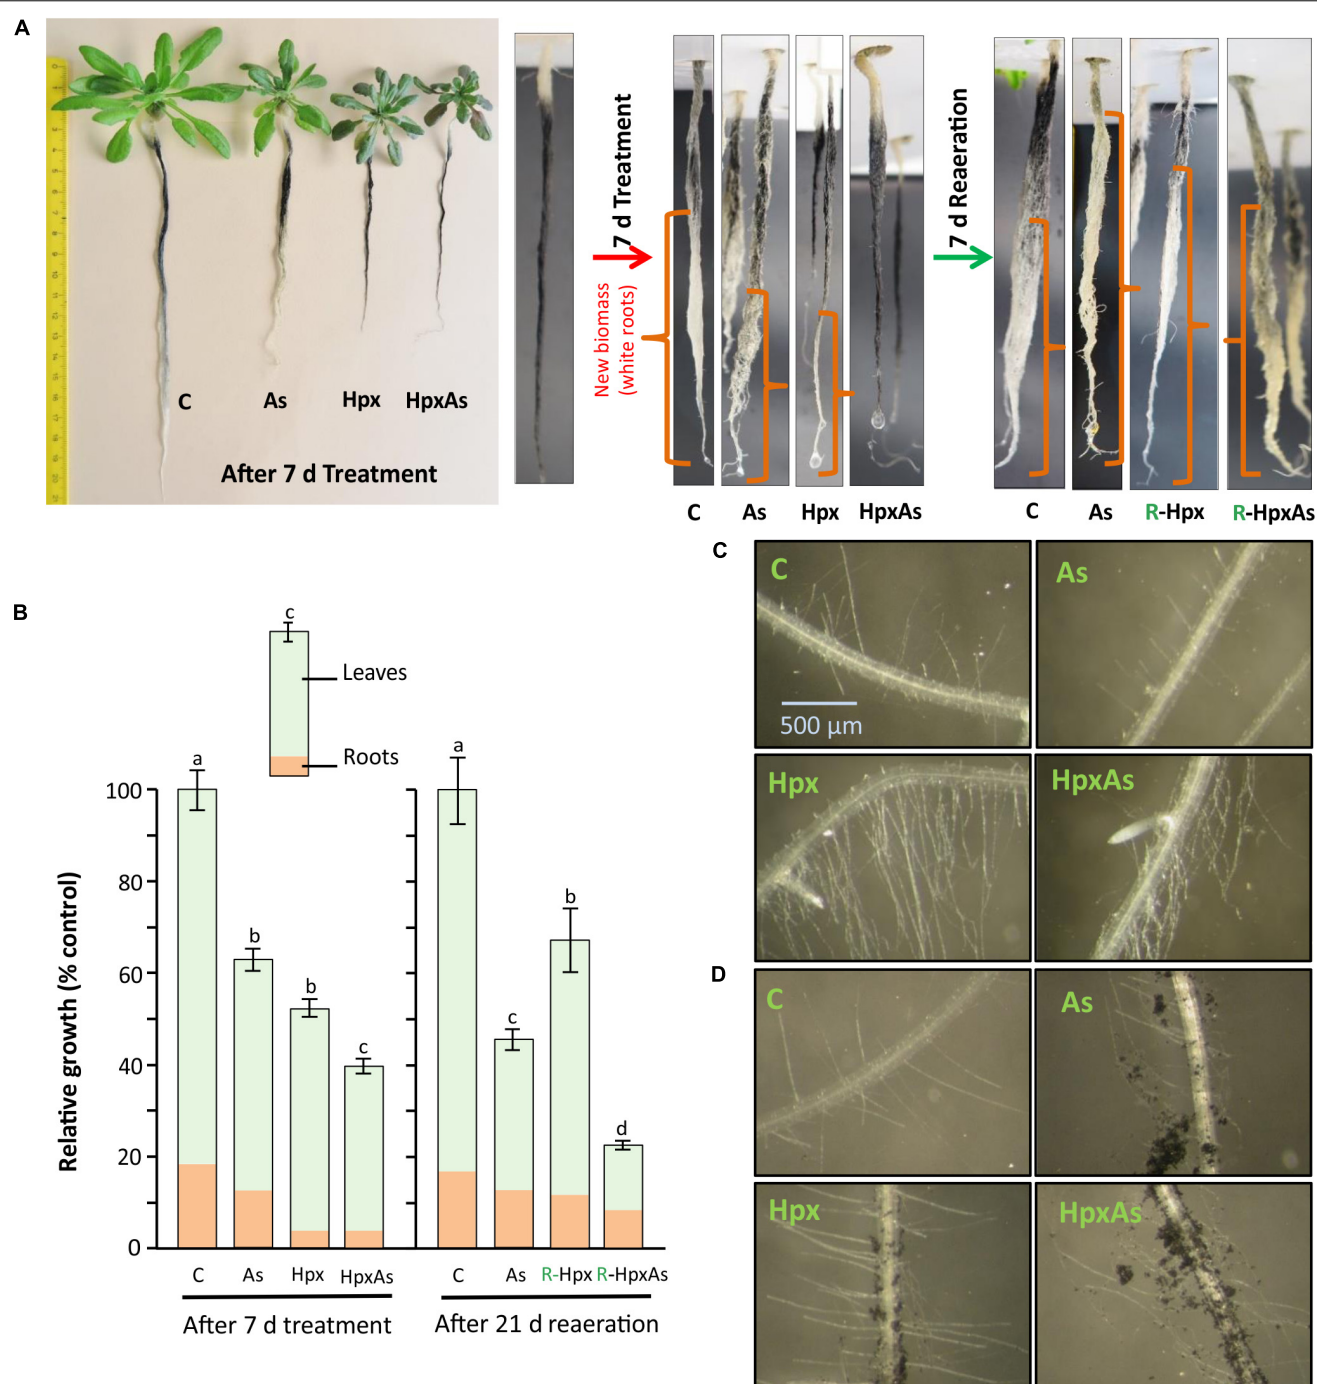 A
C
As
Hpx
HpxAs
After 7 d Treatment
7 d Treatment
New biomass
(white roots)
C
As
Hpx
HpxAs
7 d Reaeration
C
As
R-Hpx
R-HpxAs
B
c
Leaves
Roots
Relative growth (% control)
100
80
60
40
20
0
a
b
b
c
a
c
b
d
C
As
Hpx
HpxAs
C
As
R-Hpx
R-HpxAs
After 7 d treatment
After 21 d reaeration
C
C
As
500 µm
Hpx
HpxAs
D
C
As
Hpx
HpxAs